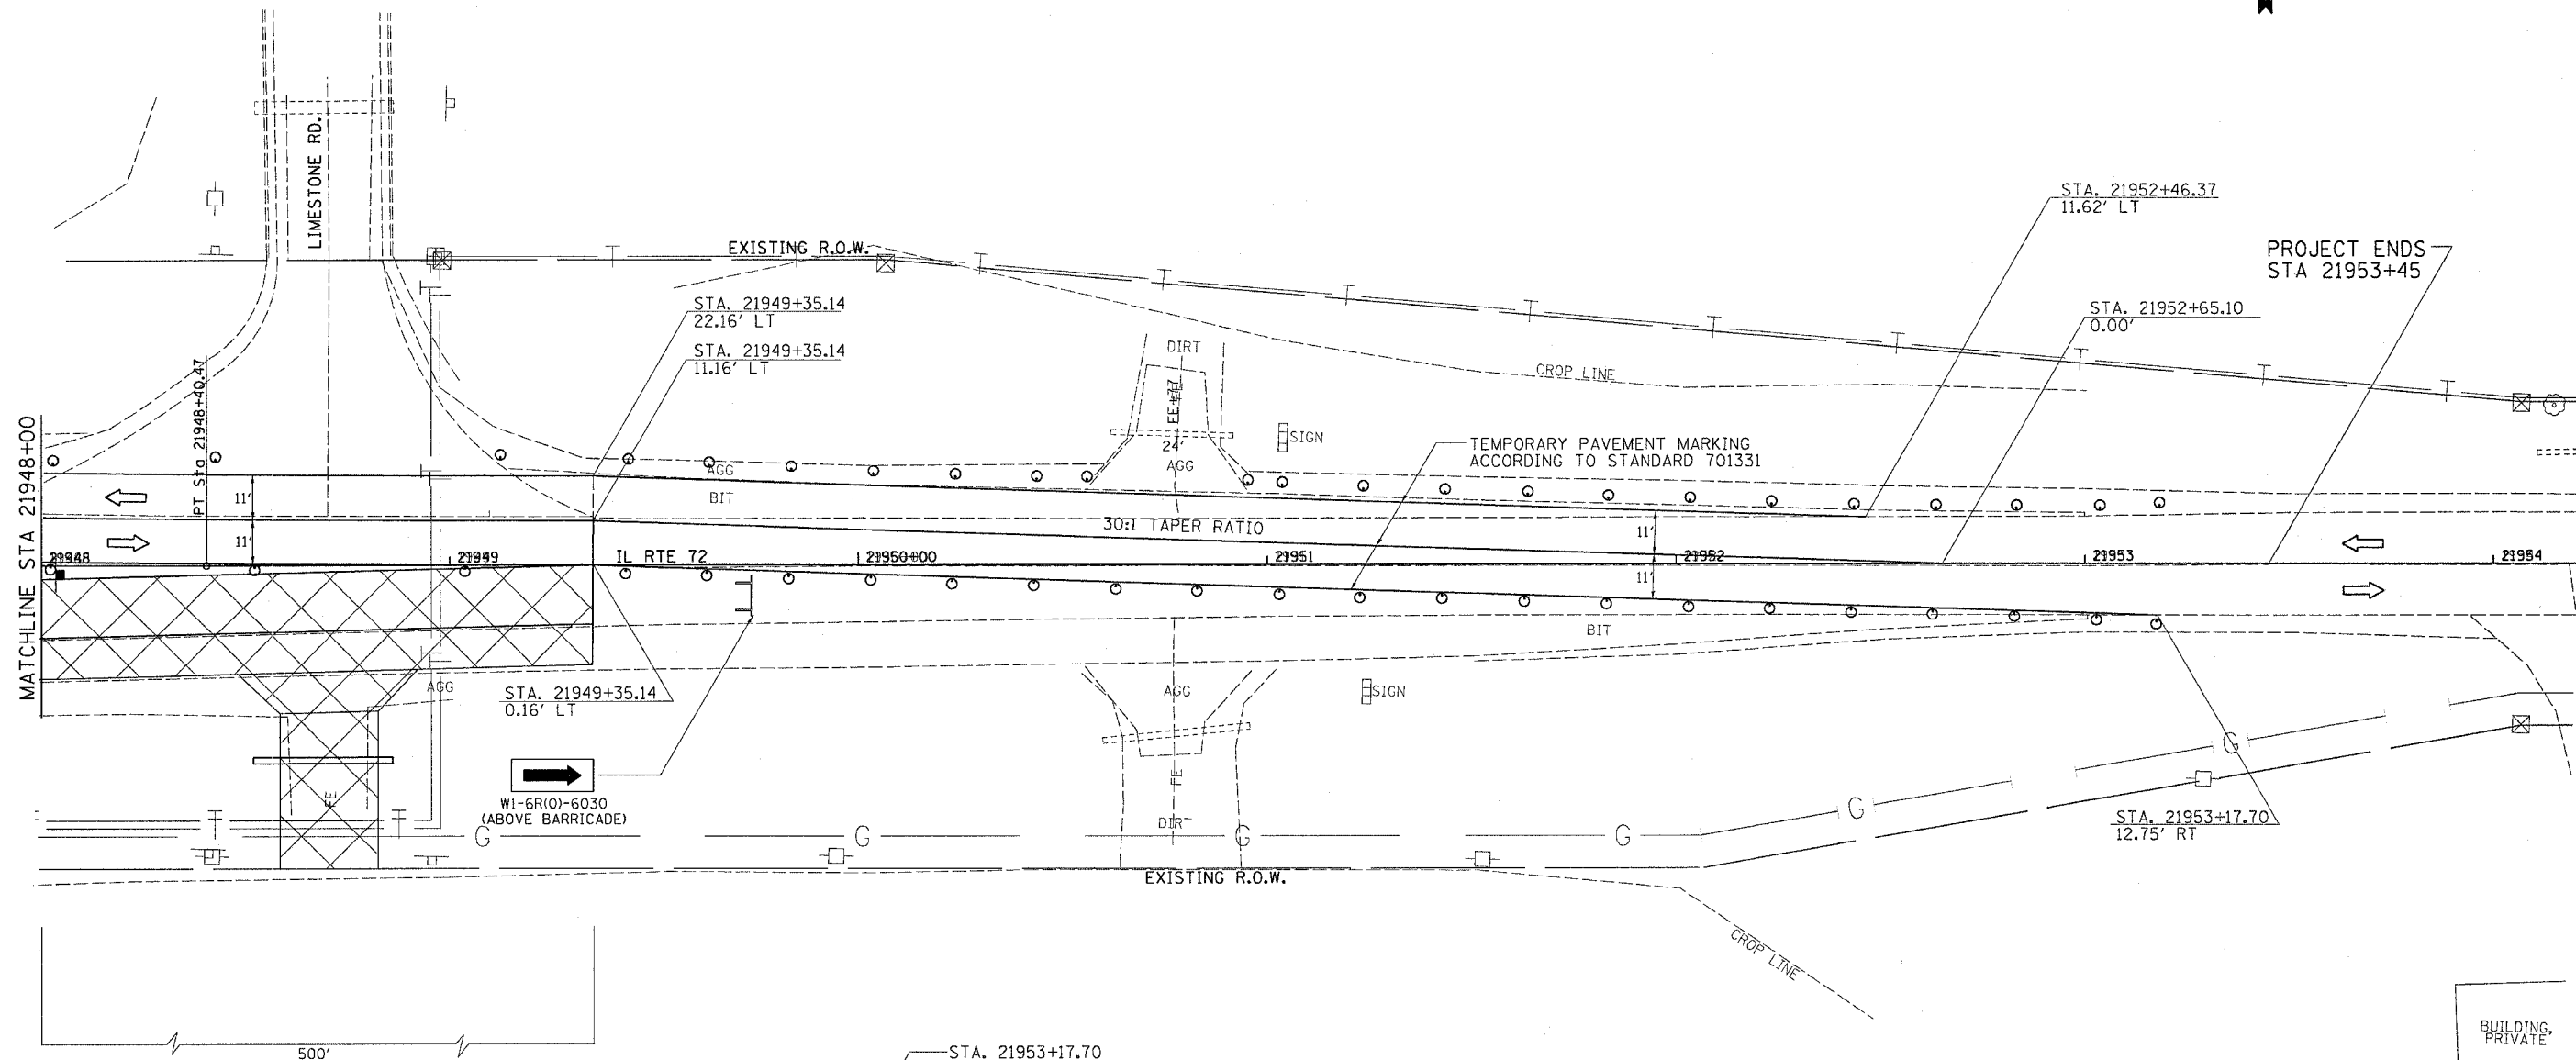 LIMESTONE RD.
EXISTING R.O.W.
STA. 21952+46.37
11.62' LT
PROJECT ENDS
STA 21953+45
STA. 21949+35.14
22.16' LT
STA. 21949+35.14
11.16' LT
STA. 21952+65.10
0.00'
DIRT
CROP LINE
PT Sta 21948+40.47
MATCHLINE STA 21948+00
24'
SIGN
TEMPORARY PAVEMENT MARKING
ACCORDING TO STANDARD 701331
AGG
AGG
BIT
11'
30:1 TAPER RATIO
11'
11'
21948
21949
IL RTE 72
21950+00
21951
21952
21953
21954
11'
BIT
AGG
AGG
SIGN
STA. 21949+35.14
0.16' LT
FE
FE
W1-6R(O)-6030
(ABOVE BARRICADE)
DIRT
G
G
G
G
G
G
STA. 21953+17.70
12.75' RT
EXISTING R.O.W.
CROP LINE
BUILDING,
PRIVATE
500'
STA. 21953+17.70